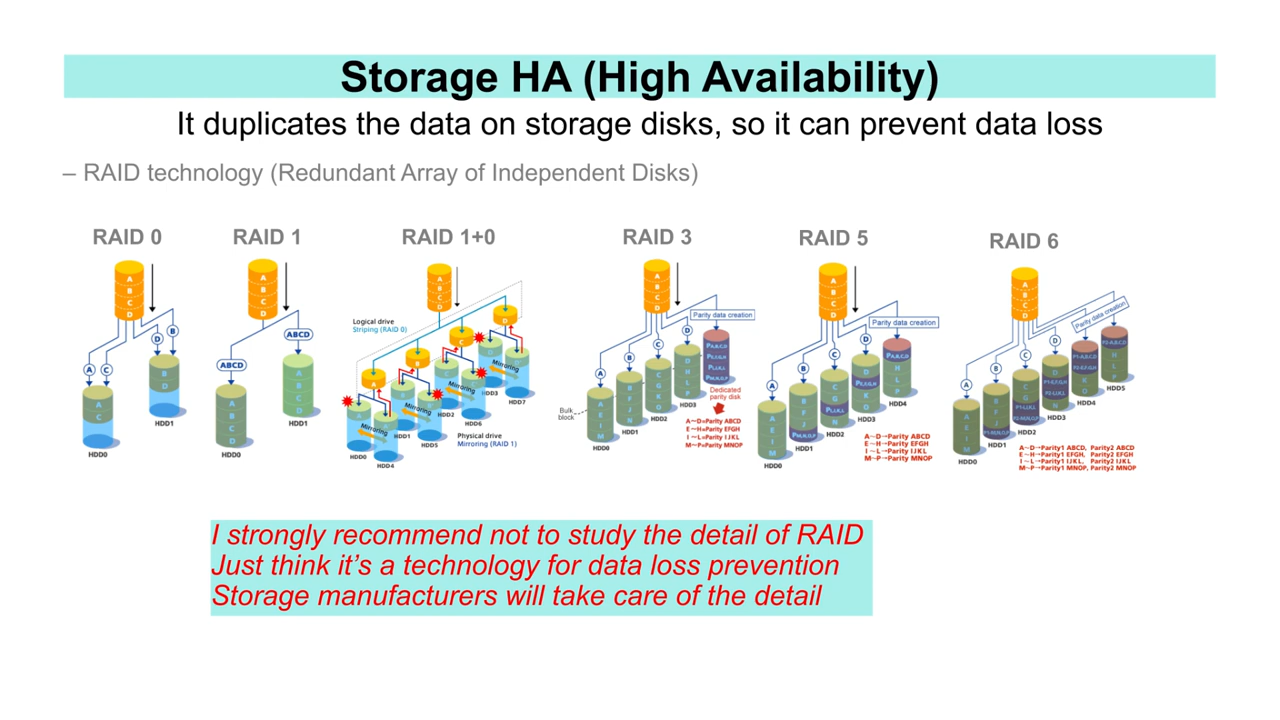 Storage HA (High Availability)
It duplicates the data on storage disks, so it can prevent data loss
– RAID technology (Redundant Array of Independent Disks)
RAID 0
RAID 1
RAID 1+0
RAID 3
RAID 5
RAID 6
A
B
C
D
A
C
D
B
A
C
B
D
HDD0
HDD1
A
B
C
D
ABCD
ABCD
A
B
C
D
A
B
C
D
HDD0
HDD1
A
B
C
D
Logical drive
Striping (RAID 0)
A
B
C
D
Mirroring
Mirroring
Mirroring
Mirroring
HDD0
HDD4
HDD1
HDD5
HDD2
HDD6
HDD3
HDD7
Physical drive
Mirroring (RAID 1)
A
B
C
D
Parity data creation
A
B
C
D
Bulk
block
HDD0
HDD1
HDD2
HDD3
Dedicated
parity disk
A~D=Parity ABCD
E~H=Parity EFGH
I~L=Parity IJKL
M~P=Parity MNOP
A
B
C
D
Parity data creation
A
B
C
D
HDD0
HDD1
HDD2
HDD3
HDD4
A~D→Parity ABCD
E~H→Parity EFGH
I~L→Parity IJKL
M~P→Parity MNOP
A
B
C
D
Parity data creation
A
B
C
D
HDD0
HDD1
HDD2
HDD3
HDD4
HDD5
A~D→Parity1 ABCD, Parity2 ABCD
E~H→Parity1 EFGH, Parity2 EFGH
I~L→Parity1 IJKL, Parity2 IJKL
M~P→Parity1 MNOP, Parity2 MNOP
I strongly recommend not to study the detail of RAID
Just think it’s a technology for data loss prevention
Storage manufacturers will take care of the detail